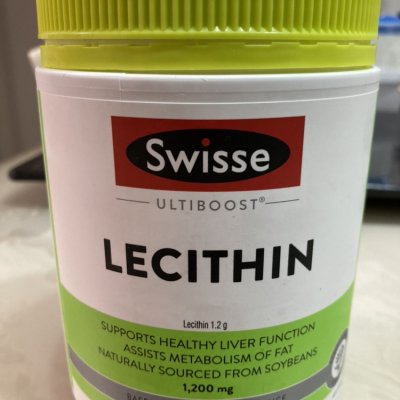 Swisse
ULTIBOOST®
LECITHIN
Lecithin 1.2 g
SUPPORTS HEALTHY LIVER FUNCTION
ASSISTS METABOLISM OF FAT
NATURALLY SOURCED FROM SOYBEANS
1,200 mg